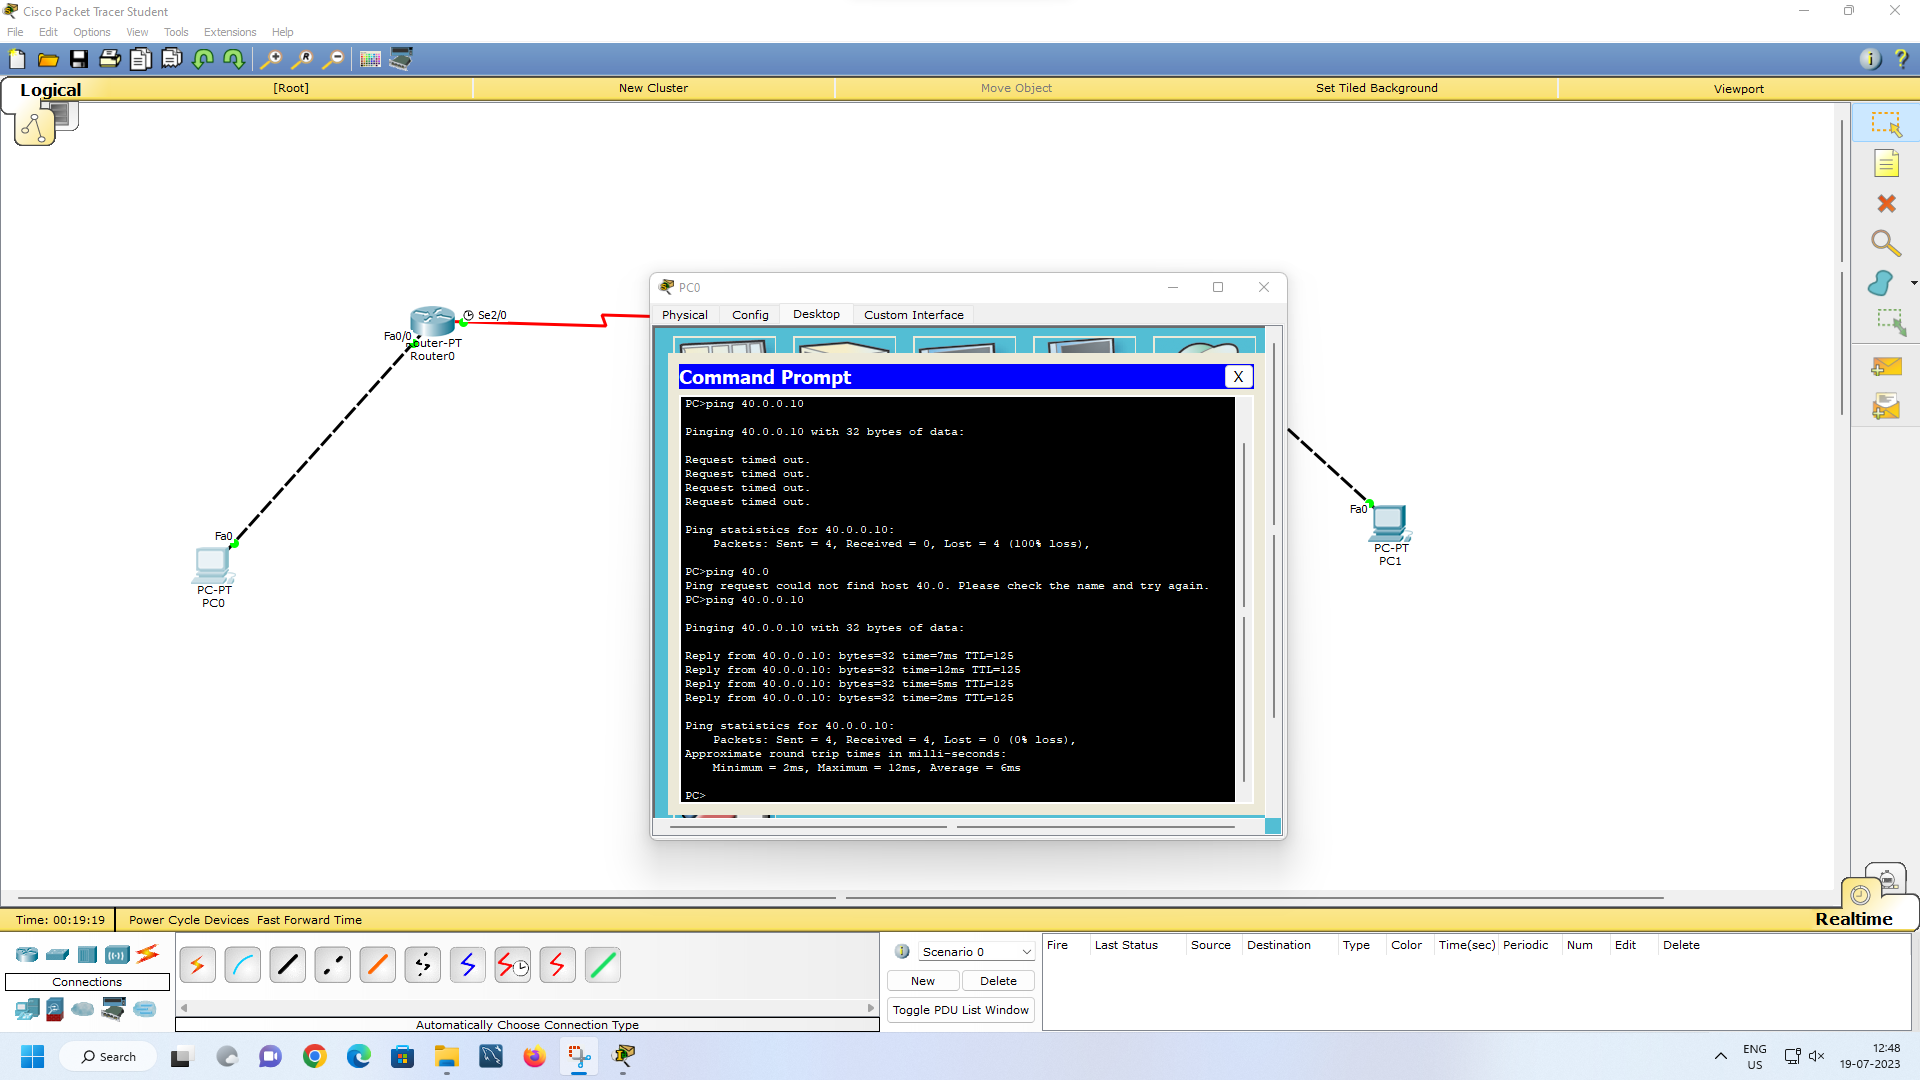 Cisco Packet Tracer Student
File Edit Options View Tools Extensions Help
Logical [Root] New Cluster Move Object Set Tiled Background Viewport
PC0
Physical Config Desktop Custom Interface
Se2/0
Fa0/0
Router-PT
Router0
Command Prompt X
PC>ping 40.0.0.10
Pinging 40.0.0.10 with 32 bytes of data:
Request timed out.
Request timed out.
Request timed out.
Request timed out.
Ping statistics for 40.0.0.10:
Packets: Sent = 4, Received = 0, Lost = 4 (100% loss),
PC>ping 40.0
Ping request could not find host 40.0. Please check the name and try again.
PC>ping 40.0.0.10
Pinging 40.0.0.10 with 32 bytes of data:
Reply from 40.0.0.10: bytes=32 time=7ms TTL=125
Reply from 40.0.0.10: bytes=32 time=12ms TTL=125
Reply from 40.0.0.10: bytes=32 time=5ms TTL=125
Reply from 40.0.0.10: bytes=32 time=2ms TTL=125
Ping statistics for 40.0.0.10:
Packets: Sent = 4, Received = 4, Lost = 0 (0% loss),
Approximate round trip times in milli-seconds:
Minimum = 2ms, Maximum = 12ms, Average = 6ms
PC>
Fa0
PC-PT
PC0
Fa0
PC-PT
PC1
Time: 00:19:19 Power Cycle Devices Fast Forward Time Realtime
Connections
Automatically Choose Connection Type
Scenario 0
New Delete
Toggle PDU List Window
Fire Last Status Source Destination Type Color Time(sec) Periodic Num Edit Delete
Search
ENG
US
12:48
19-07-2023